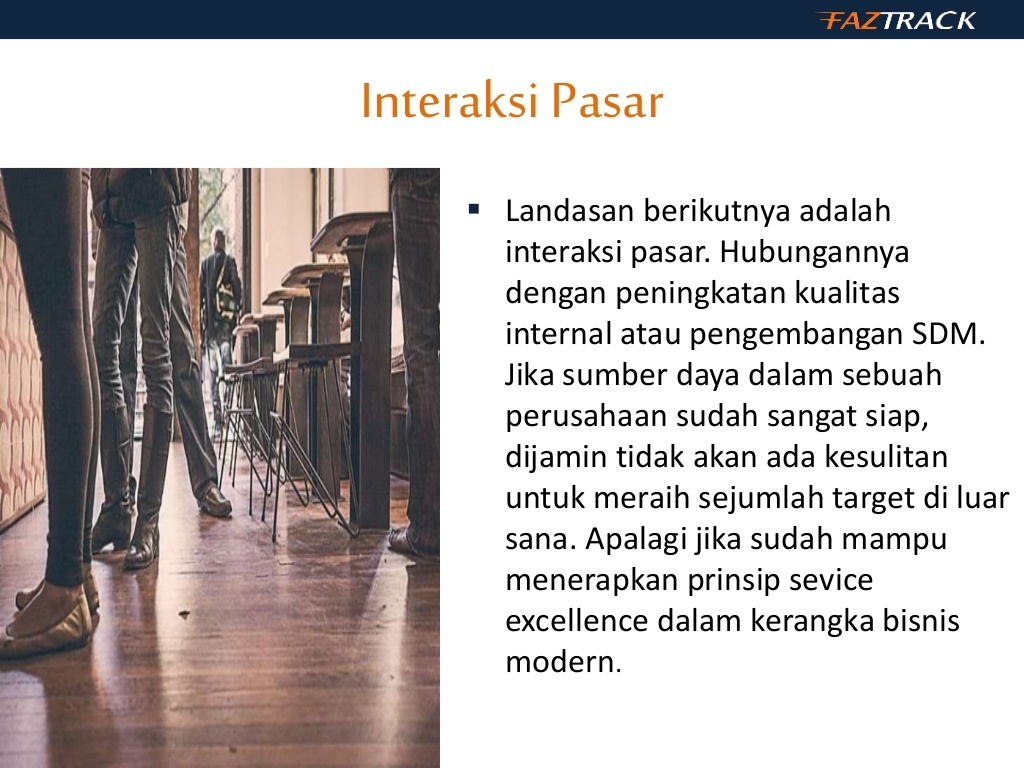 FAZTRACK
Interaksi Pasar
▪ Landasan berikutnya adalah
interaksi pasar. Hubungannya
dengan peningkatan kualitas
internal atau pengembangan SDM.
Jika sumber daya dalam sebuah
perusahaan sudah sangat siap,
dijamin tidak akan ada kesulitan
untuk meraih sejumlah target di luar
sana. Apalagi jika sudah mampu
menerapkan prinsip sevice
excellence dalam kerangka bisnis
modern.